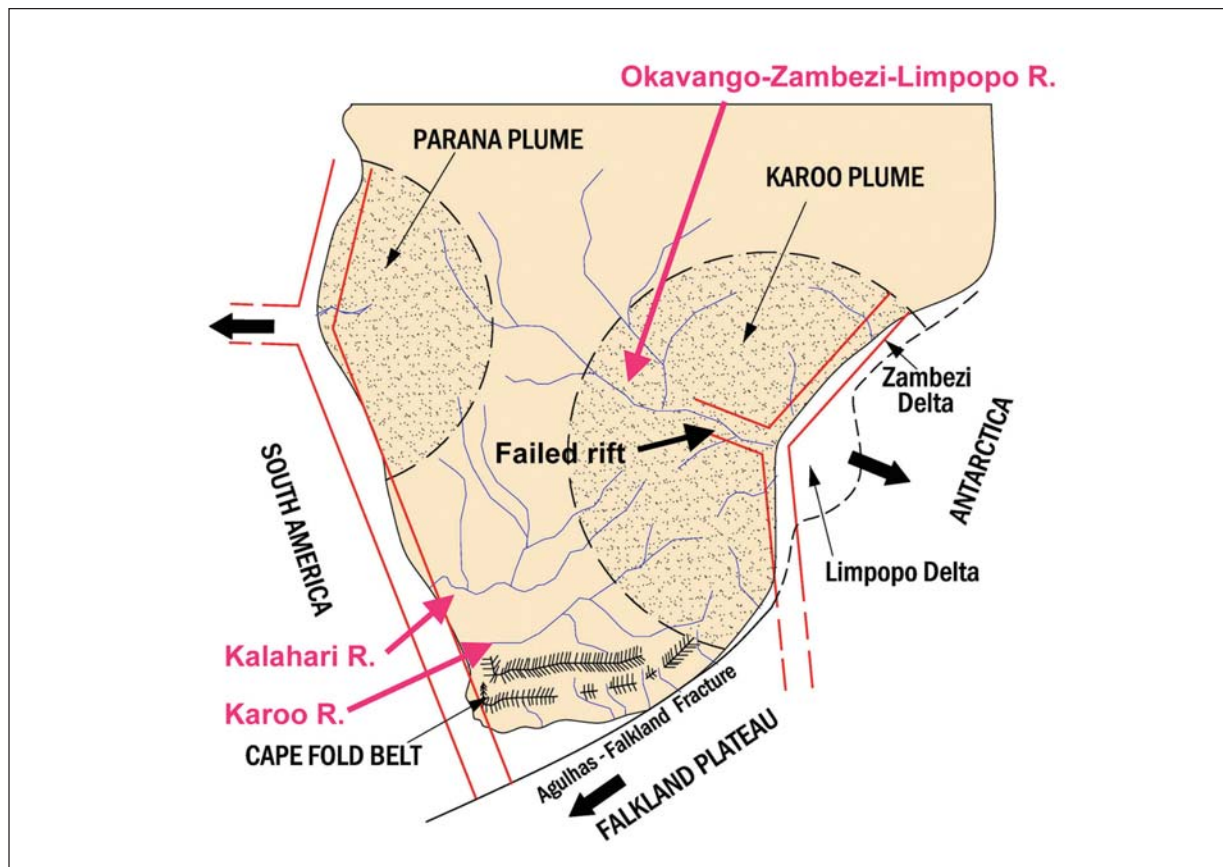 Okavango-Zambezi-Limpopo R.
PARANA PLUME
KAROO PLUME
Zambezi
Delta
Failed rift
ANTARCTICA
SOUTH AMERICA
Limpopo Delta
Kalahari R.
Karoo R.
CAPE FOLD BELT
Agulhas - Falkland Fracture
FALKLAND PLATEAU